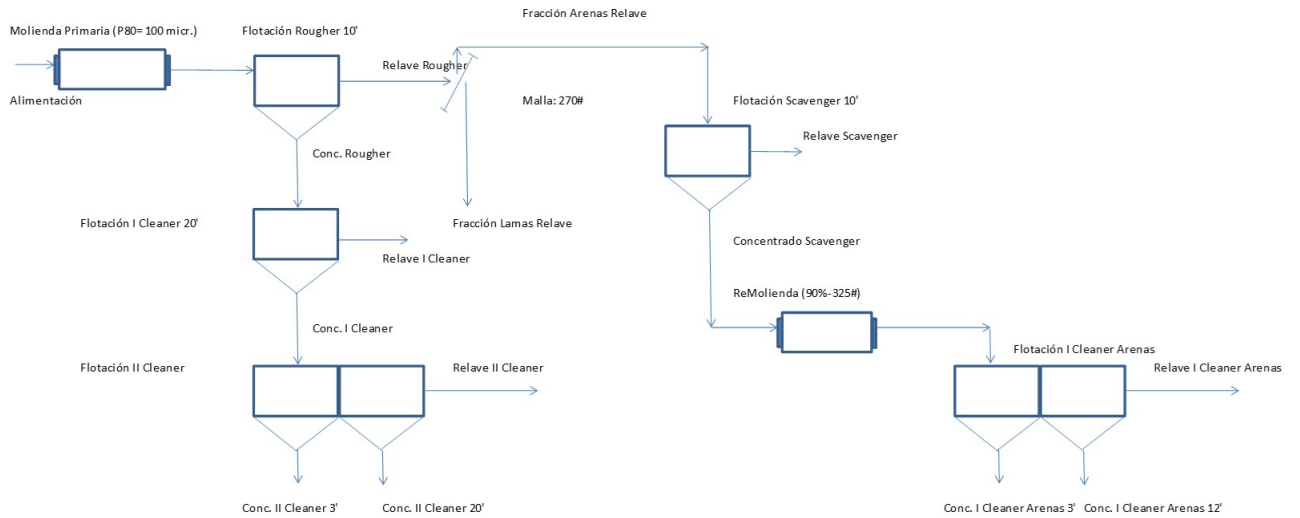 Fracción Arenas Relave
Molienda Primaria (P80= 100 micr.)
Flotación Rougher 10'
Relave Rougher
Alimentación
Malla: 270#
Flotación Scavenger 10'
Relave Scavenger
Conc. Rougher
Flotación I Cleaner 20'
Fracción Lamas Relave
Concentrado Scavenger
Relave I Cleaner
ReMolienda (90%-325#)
Conc. I Cleaner
Flotación I Cleaner Arenas
Flotación II Cleaner
Relave II Cleaner
Relave I Cleaner Arenas
Conc. II Cleaner 3'
Conc. II Cleaner 20'
Conc. I Cleaner Arenas 3'
Conc. I Cleaner Arenas 12'